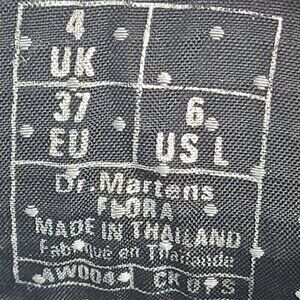 4
UK
37
EU
6
US L
Dr.Martens
FLORA
MADE IN THAILAND
Fabriqué en Thaïlande
AW004